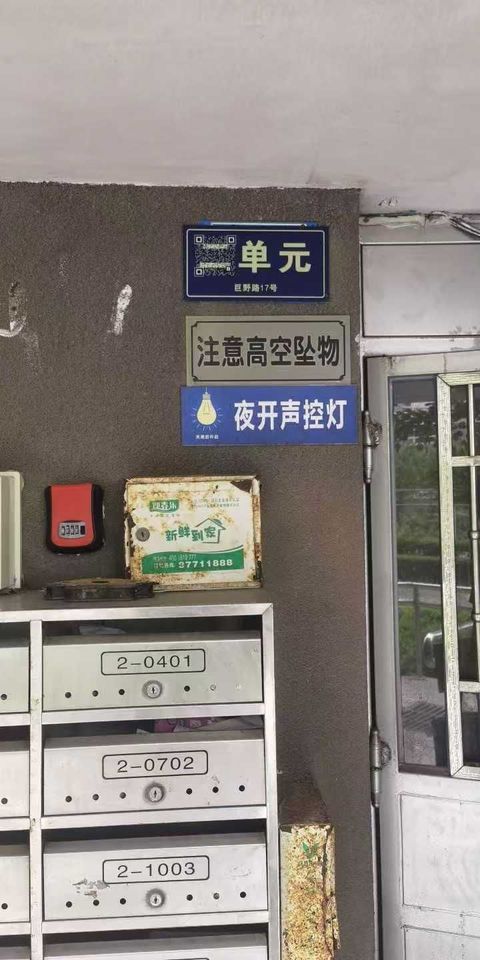 单元
巨野路17号
注意高空坠物
夜开声控灯
新鲜到家
37711888
2-0401
2-0702
2-1003